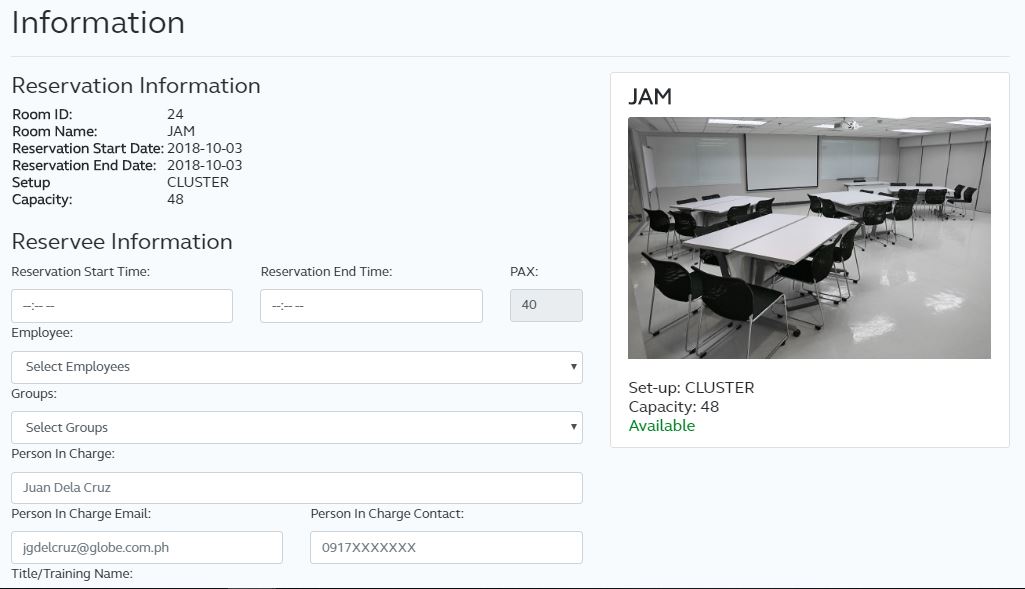 Information
Reservation Information
Room ID: 24
Room Name: JAM
Reservation Start Date: 2018-10-03
Reservation End Date: 2018-10-03
Setup CLUSTER
Capacity: 48
Reservee Information
Reservation Start Time: Reservation End Time: PAX:
--:-- -- --:-- -- 40
Employee:
Select Employees
Groups:
Select Groups
Person In Charge:
Juan Dela Cruz
Person In Charge Email: Person In Charge Contact:
jgdelcruz@globe.com.ph 0917XXXXXXX
Title/Training Name:
JAM
Set-up: CLUSTER
Capacity: 48
Available